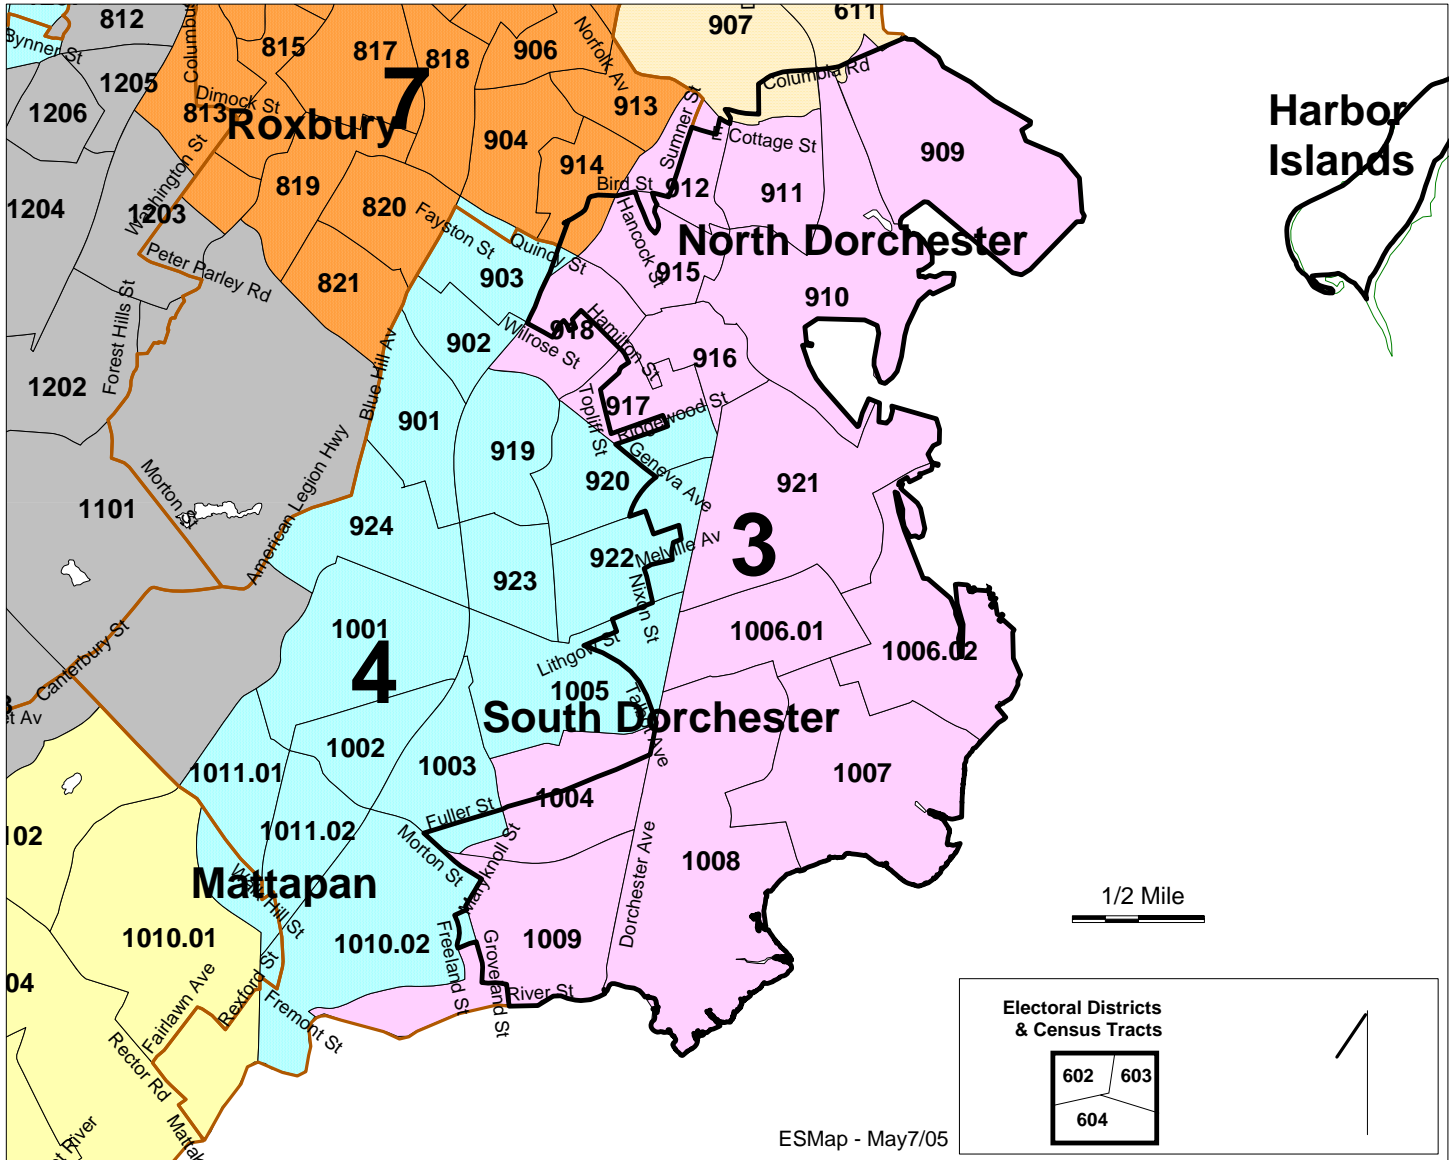 812
Columbus
815
817
818
906
Norfolk Av
907
611
Bynner St
1205
1206
Dimock St
813
7
913
Columbia Rd
Harbor
Islands
Roxbury
904
Sumner St
E Cottage St
909
914
Washington St
819
Bird St
912
911
1204
1203
820
Fayston St
Hancock St
North Dorchester
Quincy St
Peter Parley Rd
821
903
915
910
Forest Hills St
Hamilton St
918
Wilrose St
902
916
1202
Blue Hill Av
Topliff St
917
Ridgewood St
901
919
Geneva Ave
920
921
Morton St
American Legion Hwy
1101
924
3
Melville Av
922
923
Nixon St
1001
1006.01
1006.02
Lithgow St
Canterbury St
4
1005
Talbot Ave
et Av
South Dorchester
1002
1003
1011.01
1007
1004
Fuller St
102
1011.02
Morton St
Maryknoll St
Dorchester Ave
1008
Mattapan
1/2 Mile
1010.01
1010.02
Freeland St
Groveland St
1009
04
Fairlawn Ave
Rexford St
Fremont St
River St
Rector Rd
Electoral Districts
& Census Tracts
602
603
604
River
ESMap - May7/05